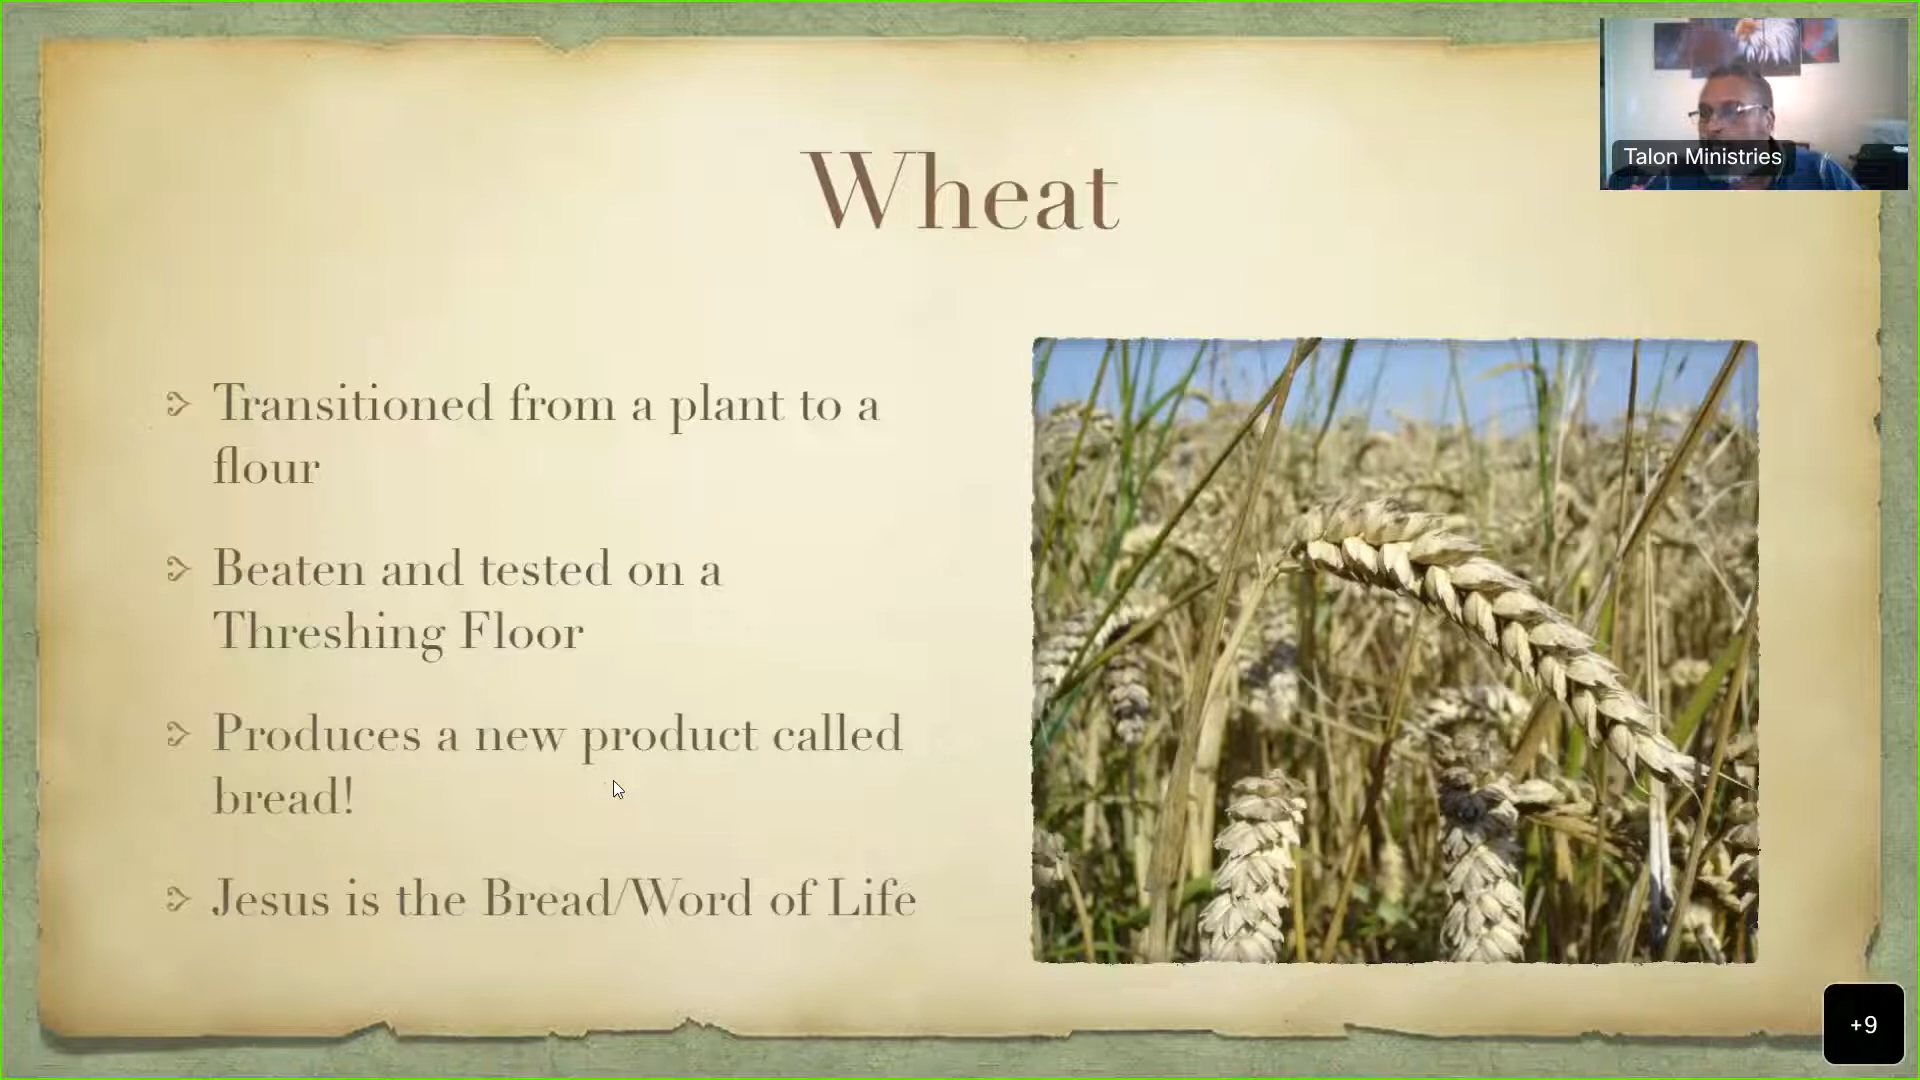 Talon Ministries
Wheat
Transitioned from a plant to a
flour
Beaten and tested on a
Threshing Floor
Produces a new product called
bread!
Jesus is the Bread/Word of Life
+9